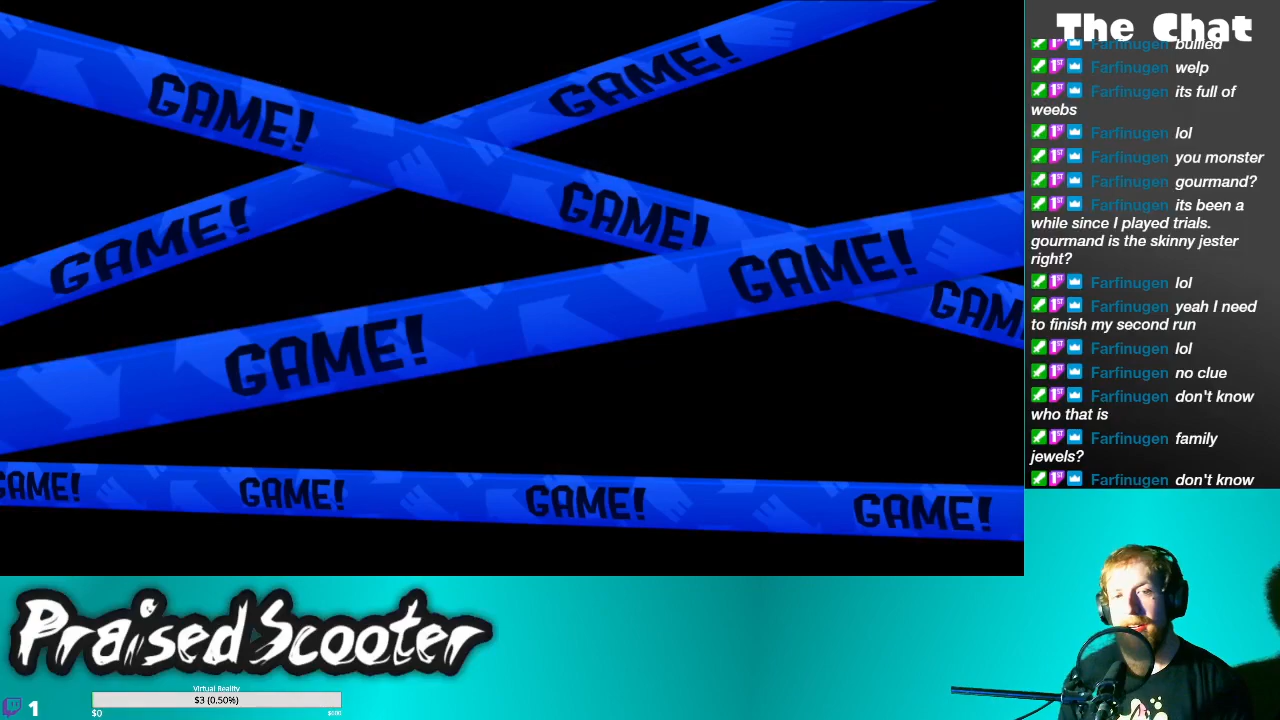 The Chat
GAME!
GAME!
GAME!
GAME!
GAME!
GAM
GAME!
GAME!
GAME!
GAME!
GAME!
Farfinugen bullied
Farfinugen welp
Farfinugen its full of
weebs
Farfinugen lol
Farfinugen you monster
Farfinugen gourmand?
Farfinugen its been a
while since I played trials.
gourmand is the skinny jester
right?
Farfinugen lol
Farfinugen yeah I need
to finish my second run
Farfinugen lol
Farfinugen no clue
Farfinugen don't know
who that is
Farfinugen family
jewels?
Farfinugen don't know
PraisedScooter
Virtual Reality
$3 (0.50%)
1
$0
$600